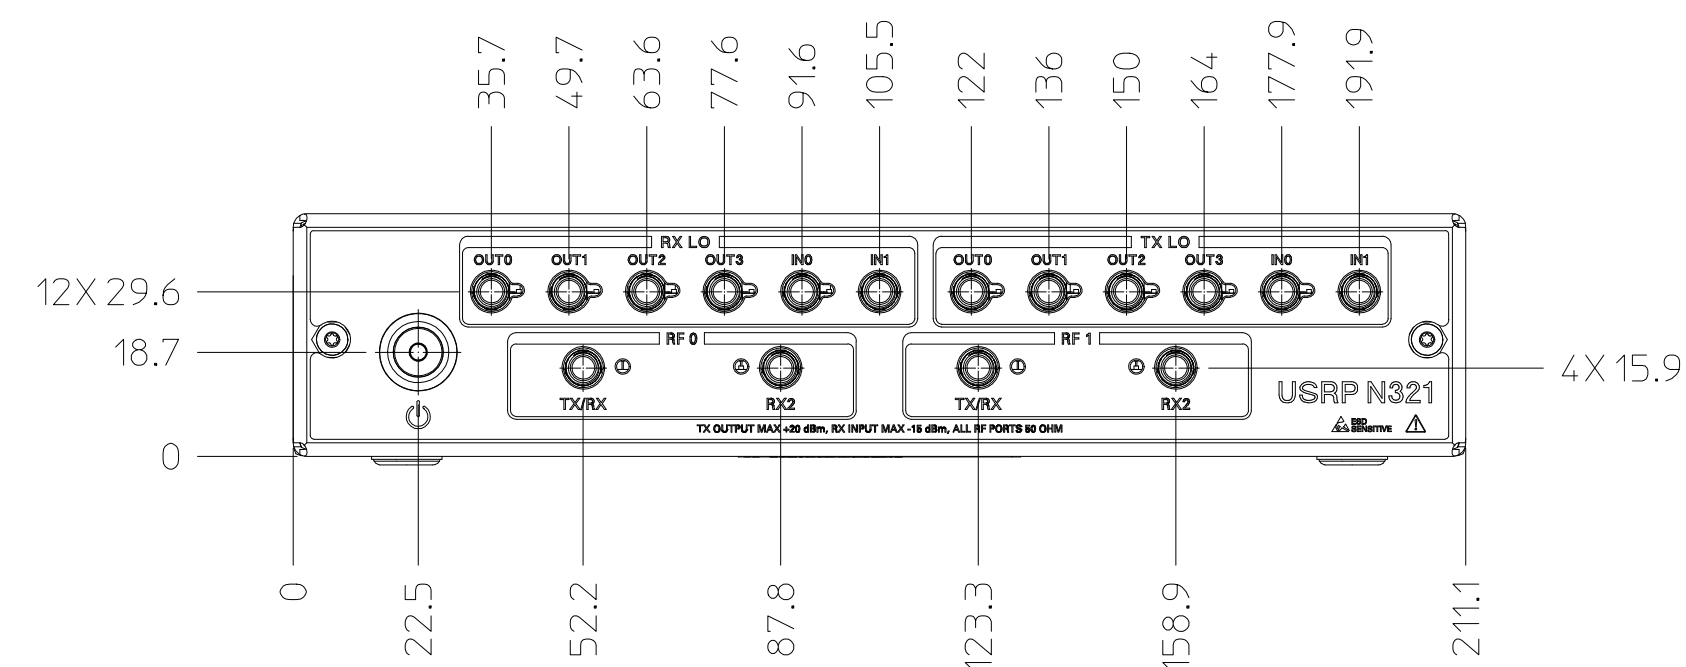 35.7 49.7 63.6 77.6 91.6 105.5 122 136 150 164 177.9 191.9
RX LO TX LO
OUT0 OUT1 OUT2 OUT3 IN0 IN1 OUT0 OUT1 OUT2 OUT3 IN0 IN1
12X 29.6
18.7
RF 0 RF 1
4X 15.9
USRP N321
TX/RX RX2 TX/RX RX2
TX OUTPUT MAX +20 dBm, RX INPUT MAX -15 dBm, ALL RF PORTS 50 OHM
ESD
SENSITIVE
0
0 22.5 52.2 87.8 123.3 158.9 211.1